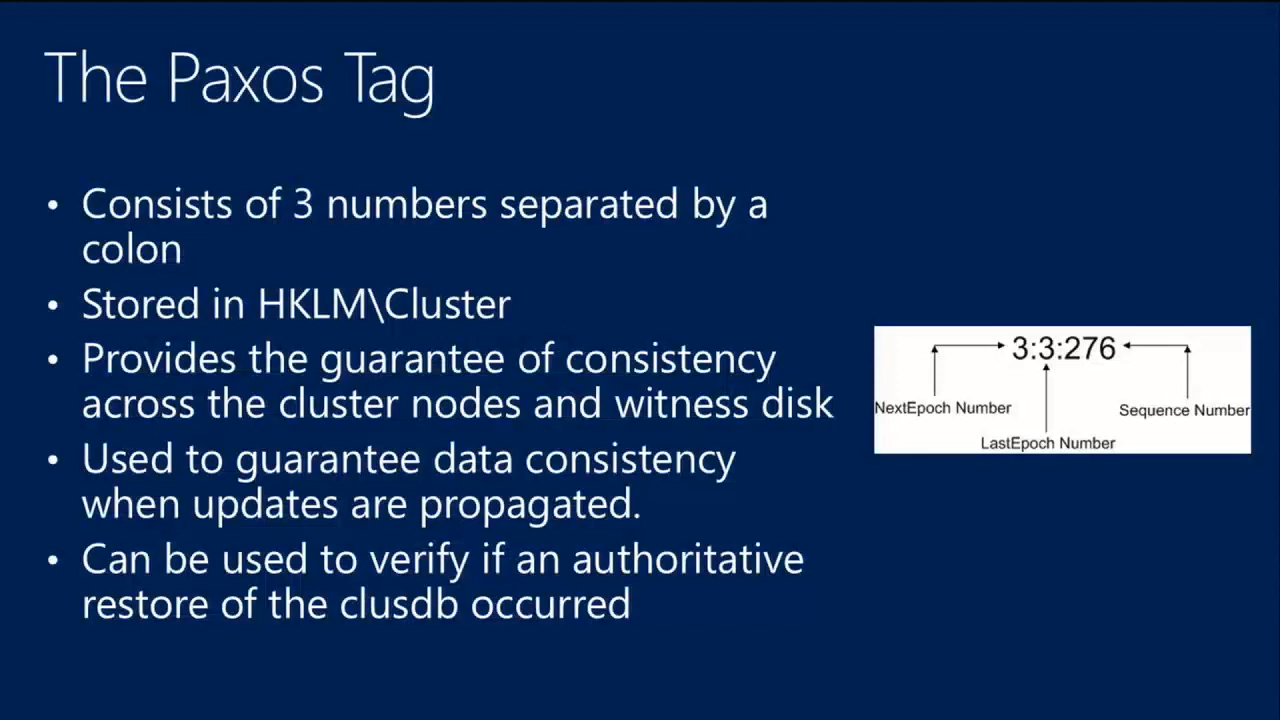 The Paxos Tag
• Consists of 3 numbers separated by a
colon
• Stored in HKLM\Cluster
• Provides the guarantee of consistency
across the cluster nodes and witness disk
• Used to guarantee data consistency
when updates are propagated.
• Can be used to verify if an authoritative
restore of the clusdb occurred
3:3:276
NextEpoch Number
Sequence Number
LastEpoch Number